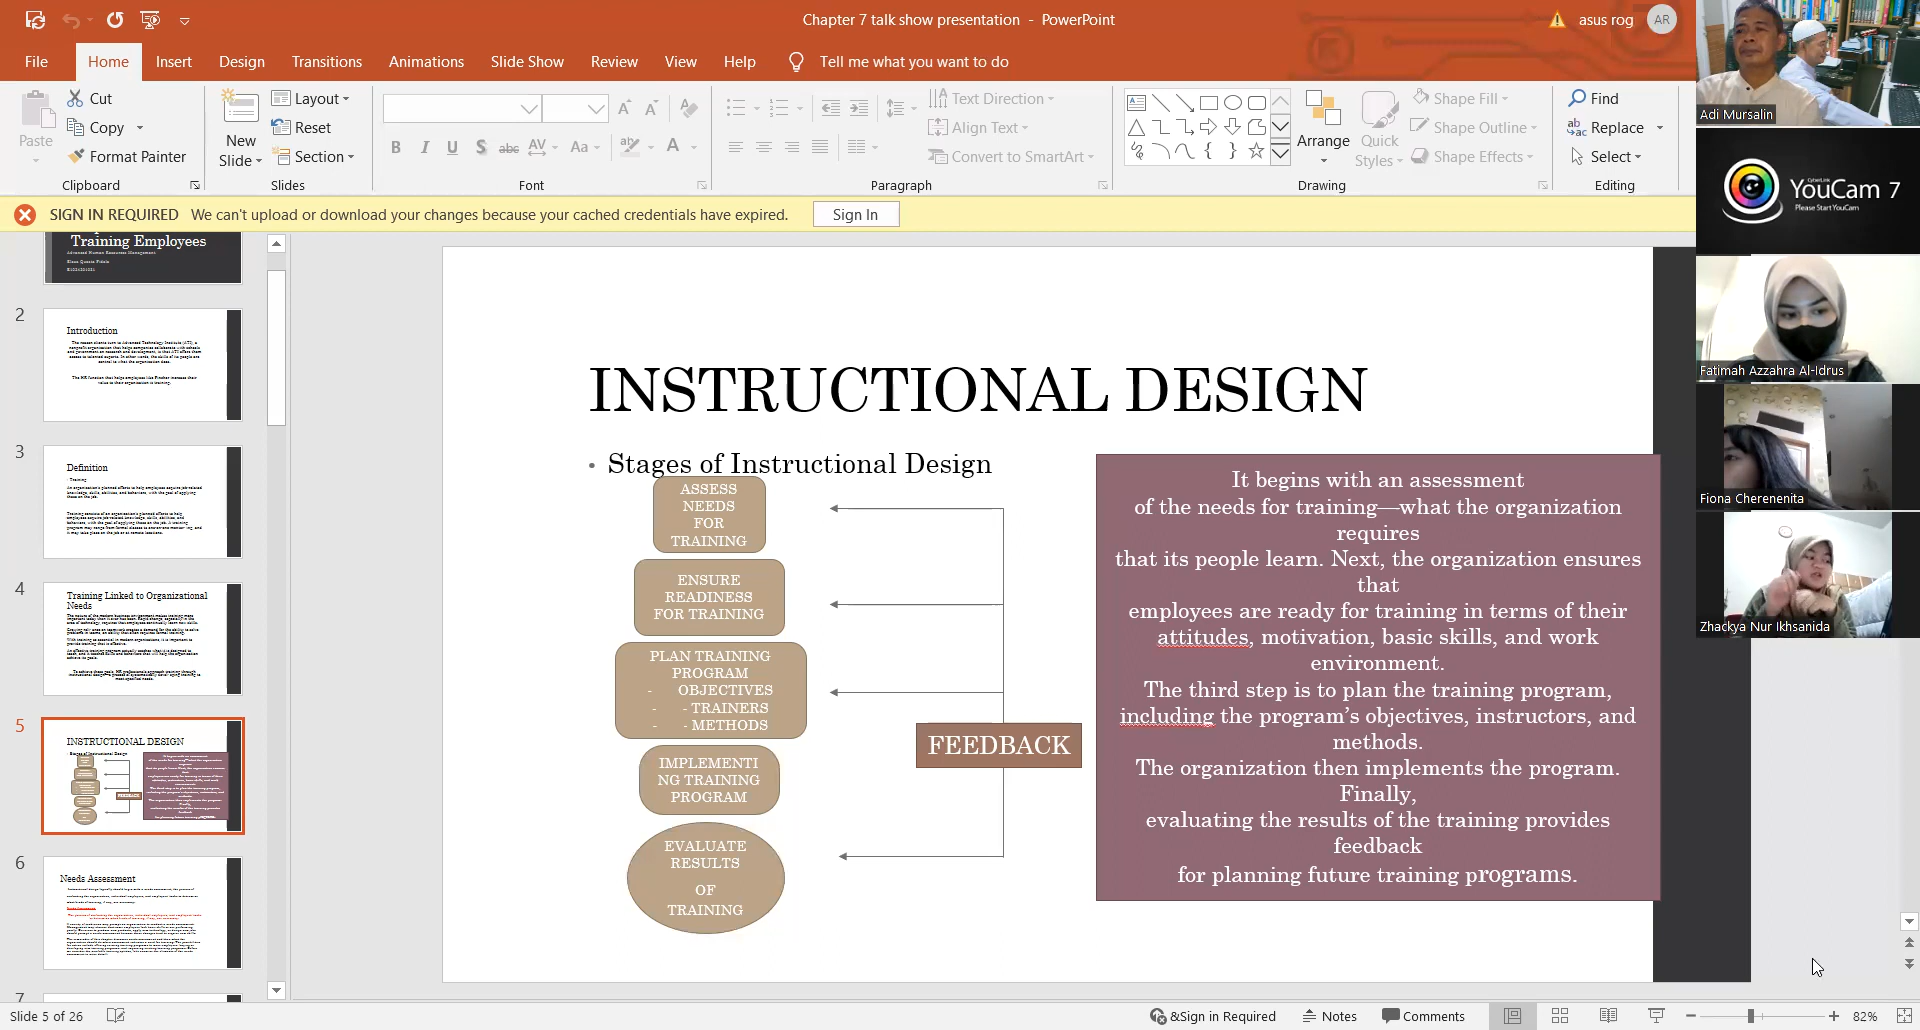 Chapter 7 talk show presentation - PowerPoint
asus rog
AR
File
Home
Insert
Design
Transitions
Animations
Slide Show
Review
View
Help
Tell me what you want to do
Paste
Cut
Copy
Format Painter
Clipboard
New
Slide
Layout
Reset
Section
Slides
Font
Text Direction
Align Text
Convert to SmartArt
Paragraph
Arrange
Quick
Styles
Shape Fill
Shape Outline
Shape Effects
Drawing
Find
Replace
Select
Editing
SIGN IN REQUIRED We can't upload or download your changes because your cached credentials have expired.
Sign In
Training Employees
2
Introduction
3
Definition
Training
4
Training Linked to Organizational
Needs
5
INSTRUCTIONAL DESIGN
Stages of Instructional Design
6
Needs Assessment
7
INSTRUCTIONAL DESIGN
• Stages of Instructional Design
ASSESS
NEEDS
FOR
TRAINING
ENSURE
READINESS
FOR TRAINING
PLAN TRAINING
PROGRAM
- OBJECTIVES
- - TRAINERS
- - METHODS
IMPLEMENTI
NG TRAINING
PROGRAM
EVALUATE
RESULTS
OF
TRAINING
FEEDBACK
It begins with an assessment
of the needs for training—what the organization
requires
that its people learn. Next, the organization ensures
that
employees are ready for training in terms of their
attitudes, motivation, basic skills, and work
environment.
The third step is to plan the training program,
including the program's objectives, instructors, and
methods.
The organization then implements the program.
Finally,
evaluating the results of the training provides
feedback
for planning future training programs.
Adi Mursalin
CyberLink
YouCam 7
Please Start YouCam
Fatimah Azzahra Al-Idrus
Fiona Cherenenita
Zhackya Nur Ikhsanida
Slide 5 of 26
&Sign in Required
Notes
Comments
82%